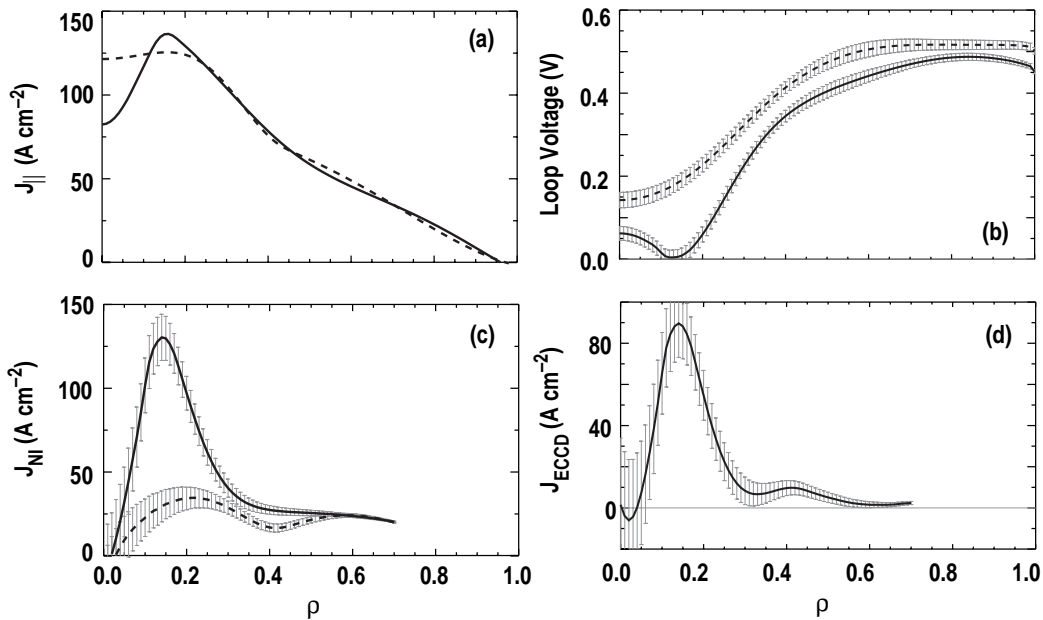 (a)
J|| (A cm−2)
150
100
50
0
(b)
Loop Voltage (V)
0.6
0.4
0.2
0.0
(c)
JNI (A cm−2)
150
100
50
0
0.0 0.2 0.4 0.6 0.8 1.0
ρ
(d)
JECCD (A cm−2)
80
40
0
0.0 0.2 0.4 0.6 0.8 1.0
ρ